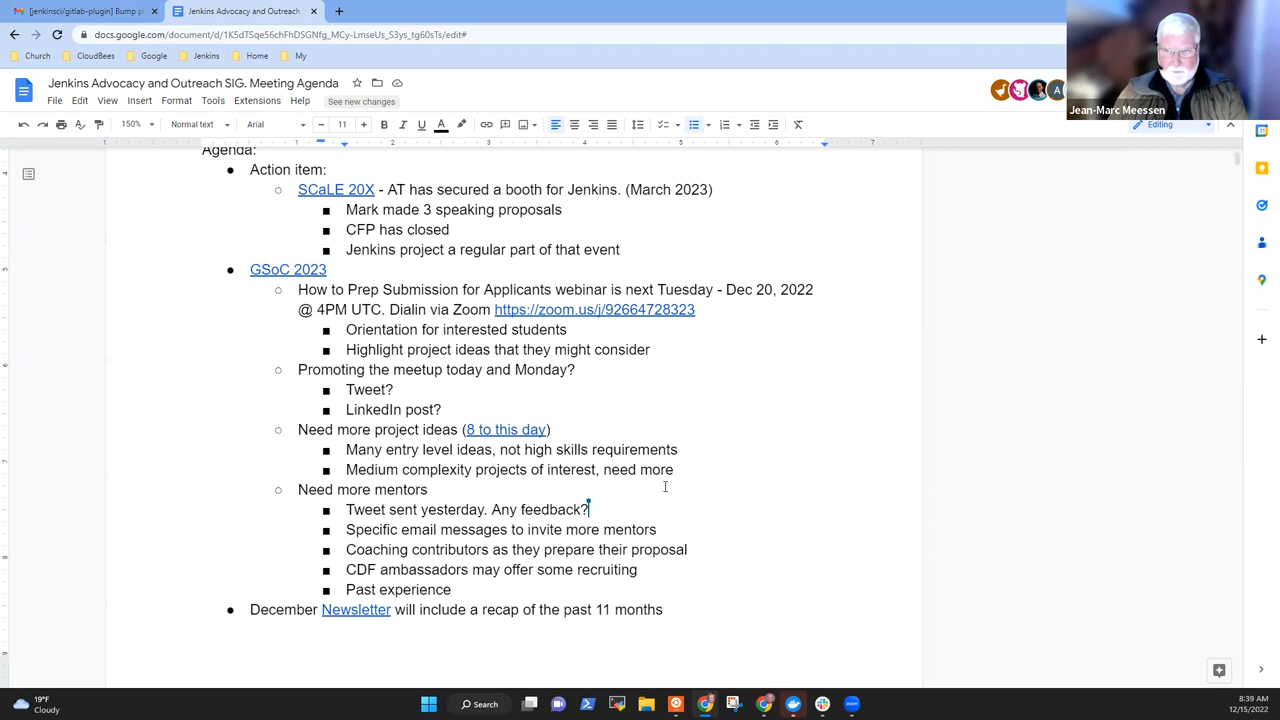 [jenkinsci/gitlab-plugin] Bump p
Jenkins Advocacy and Outreach S
docs.google.com/document/d/1K5dTSqe56chFhDSGNfg_MCy-LmseUs_S3ys_tg60sTs/edit#
Church CloudBees Google Jenkins Home My
Jenkins Advocacy and Outreach SIG. Meeting Agenda
File Edit View Insert Format Tools Extensions Help See new changes
A
Jean-Marc Meessen
150% Normal text Arial 11 B I U A Editing
1 1 2 3 4 5 6 7
Agenda:
● Action item:
○ SCaLE 20X - AT has secured a booth for Jenkins. (March 2023)
■ Mark made 3 speaking proposals
■ CFP has closed
■ Jenkins project a regular part of that event
● GSoC 2023
○ How to Prep Submission for Applicants webinar is next Tuesday - Dec 20, 2022
@ 4PM UTC. Dialin via Zoom https://zoom.us/j/92664728323
■ Orientation for interested students
■ Highlight project ideas that they might consider
○ Promoting the meetup today and Monday?
■ Tweet?
■ LinkedIn post?
○ Need more project ideas (8 to this day)
■ Many entry level ideas, not high skills requirements
■ Medium complexity projects of interest, need more
○ Need more mentors
■ Tweet sent yesterday. Any feedback?
■ Specific email messages to invite more mentors
■ Coaching contributors as they prepare their proposal
■ CDF ambassadors may offer some recruiting
■ Past experience
● December Newsletter will include a recap of the past 11 months
19°F
Cloudy
Search
8:39 AM
12/15/2022